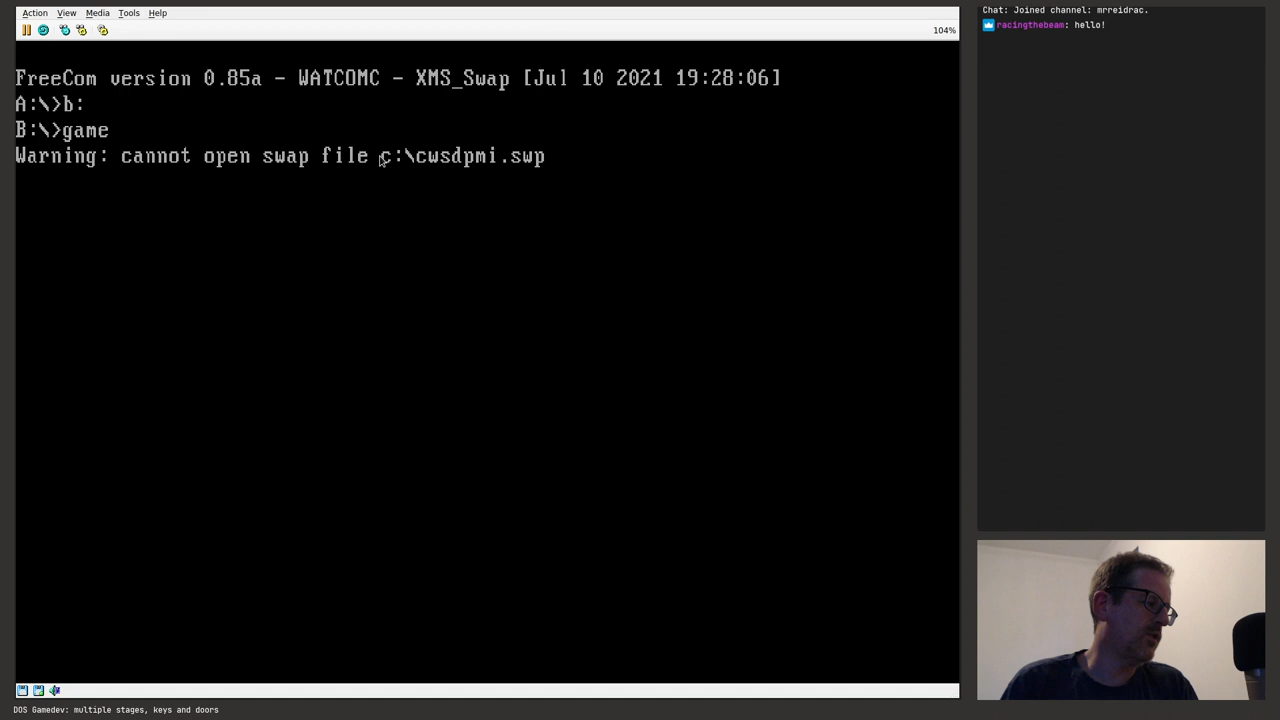 Action View Media Tools Help
104%
FreeCom version 0.85a - WATCOMC - XMS_Swap [Jul 10 2021 19:28:06]
A:\>b:
B:\>game
Warning: cannot open swap file c:\cwsdpmi.swp
Chat: Joined channel: mrreidrac.
racingthebeam: hello!
DOS Gamedev: multiple stages, keys and doors